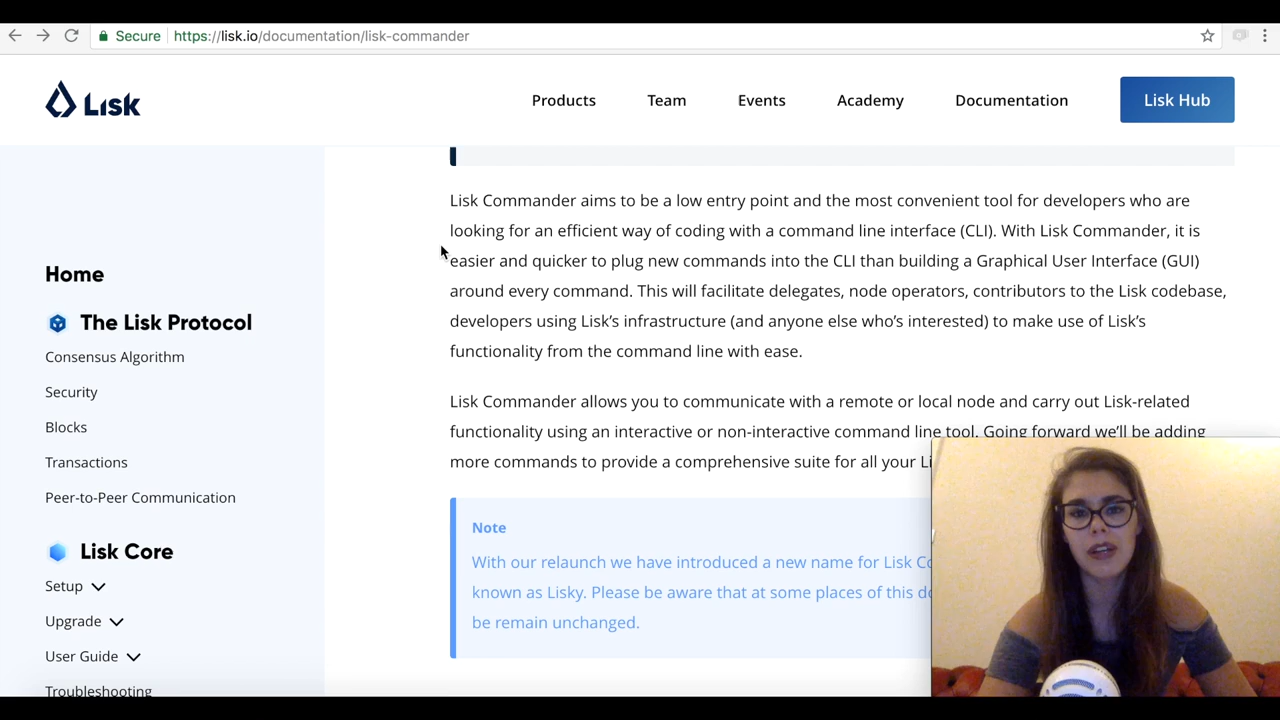 Secure https://lisk.io/documentation/lisk-commander
Lisk
Products Team Events Academy Documentation Lisk Hub
Home
The Lisk Protocol
Consensus Algorithm
Security
Blocks
Transactions
Peer-to-Peer Communication
Lisk Core
Setup
Upgrade
User Guide
Troubleshooting
Lisk Commander aims to be a low entry point and the most convenient tool for developers who are
looking for an efficient way of coding with a command line interface (CLI). With Lisk Commander, it is
easier and quicker to plug new commands into the CLI than building a Graphical User Interface (GUI)
around every command. This will facilitate delegates, node operators, contributors to the Lisk codebase,
developers using Lisk’s infrastructure (and anyone else who’s interested) to make use of Lisk’s
functionality from the command line with ease.
Lisk Commander allows you to communicate with a remote or local node and carry out Lisk-related
functionality using an interactive or non-interactive command line tool. Going forward we’ll be adding
more commands to provide a comprehensive suite for all your
Note
With our relaunch we have introduced a new name for Lisk
known as Lisky. Please be aware that at some places of this
be remain unchanged.